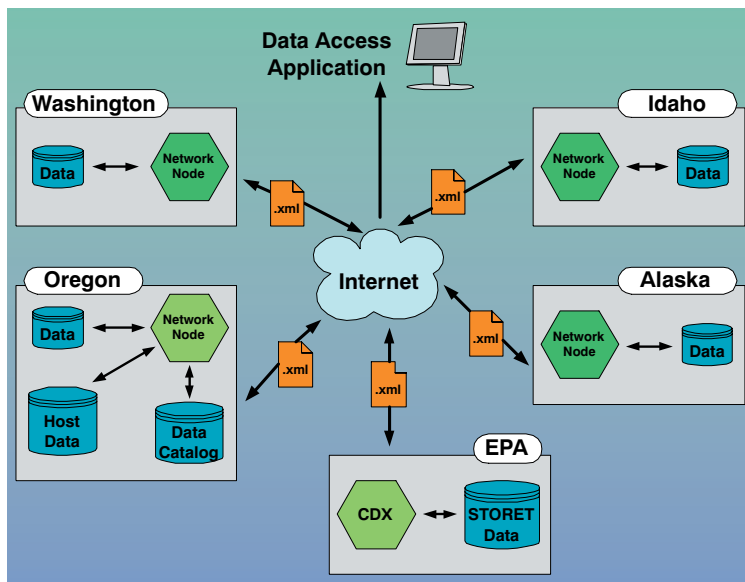 Data Access
Application
Washington
Data
Network
Node
.xml
Idaho
Network
Node
Data
.xml
Internet
Oregon
Data
Network
Node
Host
Data
Data
Catalog
.xml
Alaska
Network
Node
Data
.xml
.xml
EPA
CDX
STORET
Data